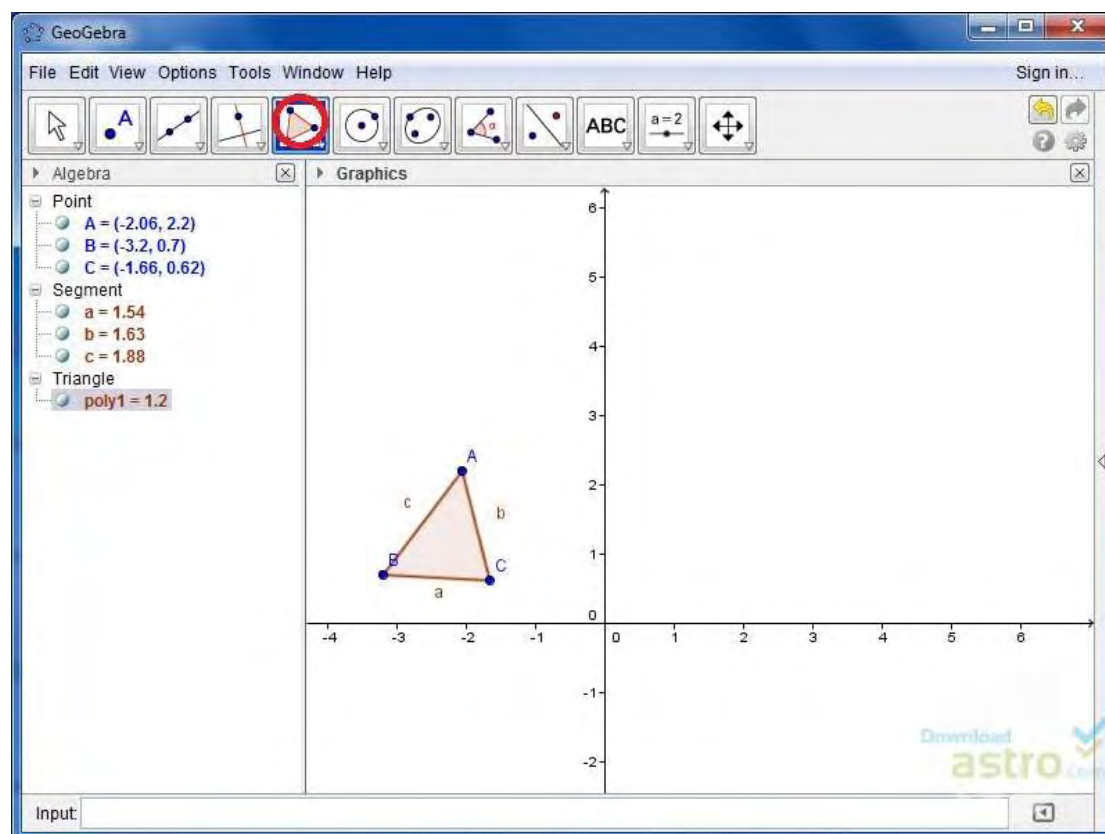 GeoGebra
File Edit View Options Tools Window Help Sign in...
A ABC a = 2
Algebra
Graphics
Point
A = (-2.06, 2.2)
B = (-3.2, 0.7)
C = (-1.66, 0.62)
Segment
a = 1.54
b = 1.63
c = 1.88
Triangle
poly1 = 1.2
6
5
4
3
2
1
0
-4 -3 -2 -1 0 1 2 3 4 5 6
-1
-2
A
c
b
B
C
a
Download
astro
.com
Input: